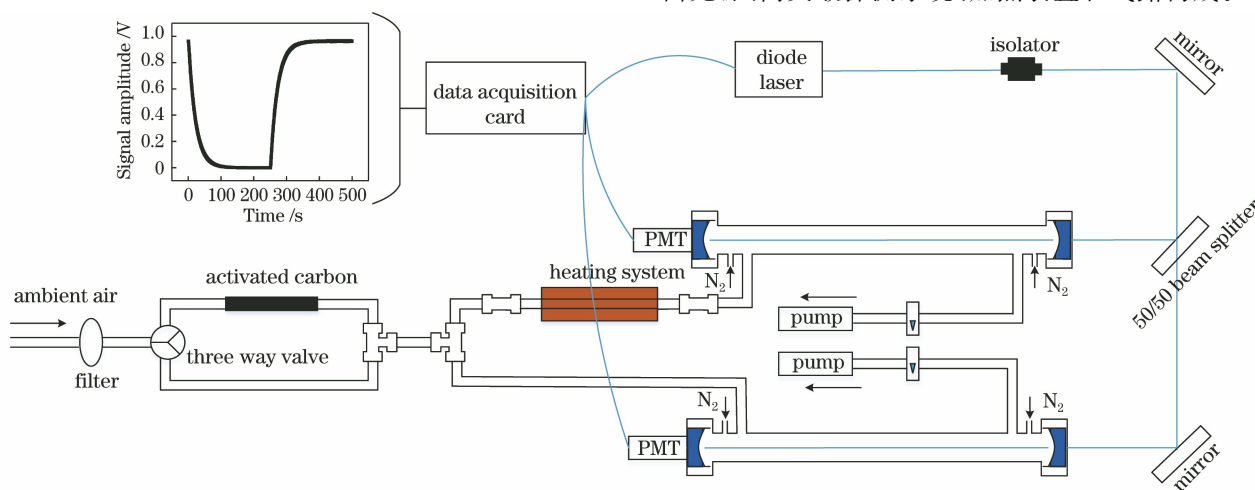 Signal amplitude /V
1.0
0.8
0.6
0.4
0.2
0
0 100 200 300 400 500
Time /s
data acquisition
card
diode
laser
isolator
mirror
50/50 beam splitter
mirror
PMT
N2
N2
heating system
activated carbon
ambient air
filter
three way valve
pump
pump
N2
N2
PMT